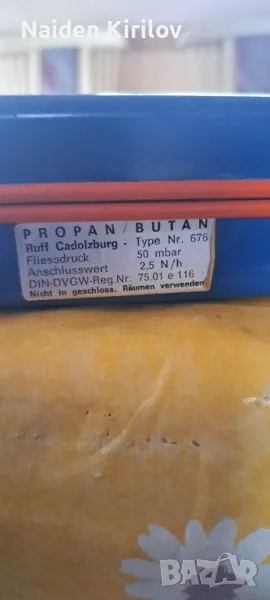 Naiden Kirilov
PROPAN/BUTAN
Ruff Cadolzburg - Type Nr. 676
Fliessdruck 50 mbar
Anschlusswert 2,5 N/h
DIN-DVGW-Reg.Nr. 75.01 e 116
Nicht in geschloss. Räumen verwenden
BAZAR